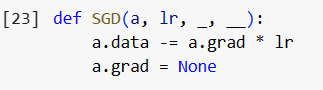 [23] def SGD(a, lr, _, __):
a.data -= a.grad * lr
a.grad = None